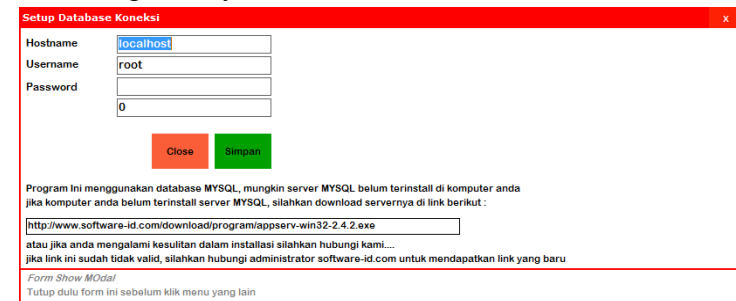 Setup Database Koneksi x
Hostname localhost
Username root
Password
0
Close Simpan
Program Ini menggunakan database MYSQL, mungkin server MYSQL belum terinstall di komputer anda
jika komputer anda belum terinstall server MYSQL, silahkan download servernya di link berikut :
http://www.software-id.com/download/program/appserv-win32-2.4.2.exe
atau jika anda mengalami kesulitan dalam installasi silahkan hubungi kami....
jika link ini sudah tidak valid, silahkan hubungi administrator software-id.com untuk mendapatkan link yang baru
Form Show MOdal
Tutup dulu form ini sebelum klik menu yang lain